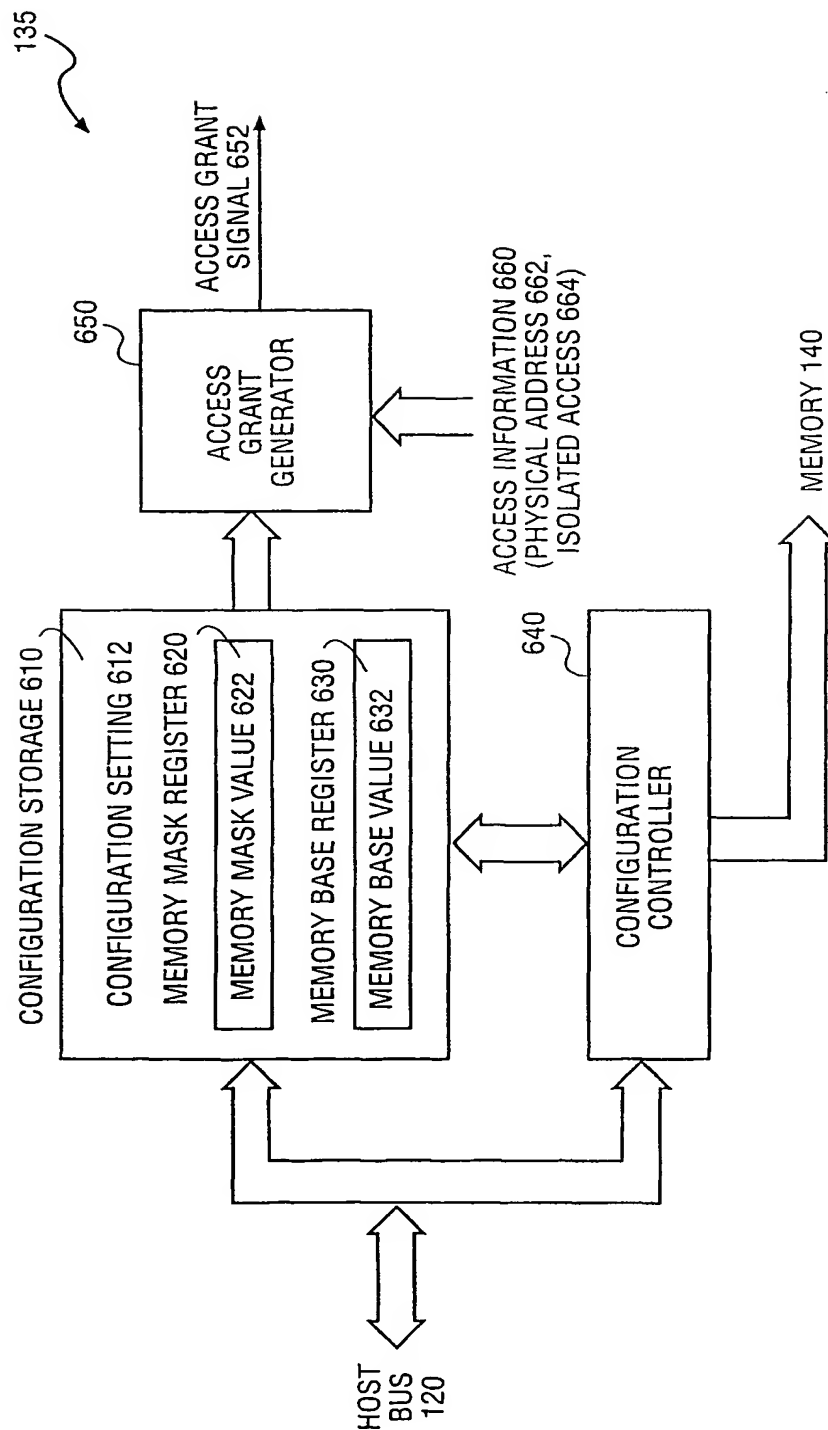 135
CONFIGURATION STORAGE 610
CONFIGURATION SETTING 612
MEMORY MASK REGISTER 620
MEMORY MASK VALUE 622
MEMORY BASE REGISTER 630
MEMORY BASE VALUE 632
650
ACCESS
GRANT
GENERATOR
ACCESS GRANT
SIGNAL 652
ACCESS INFORMATION 660
(PHYSICAL ADDRESS 662,
ISOLATED ACCESS 664)
HOST
BUS
120
640
CONFIGURATION
CONTROLLER
MEMORY 140